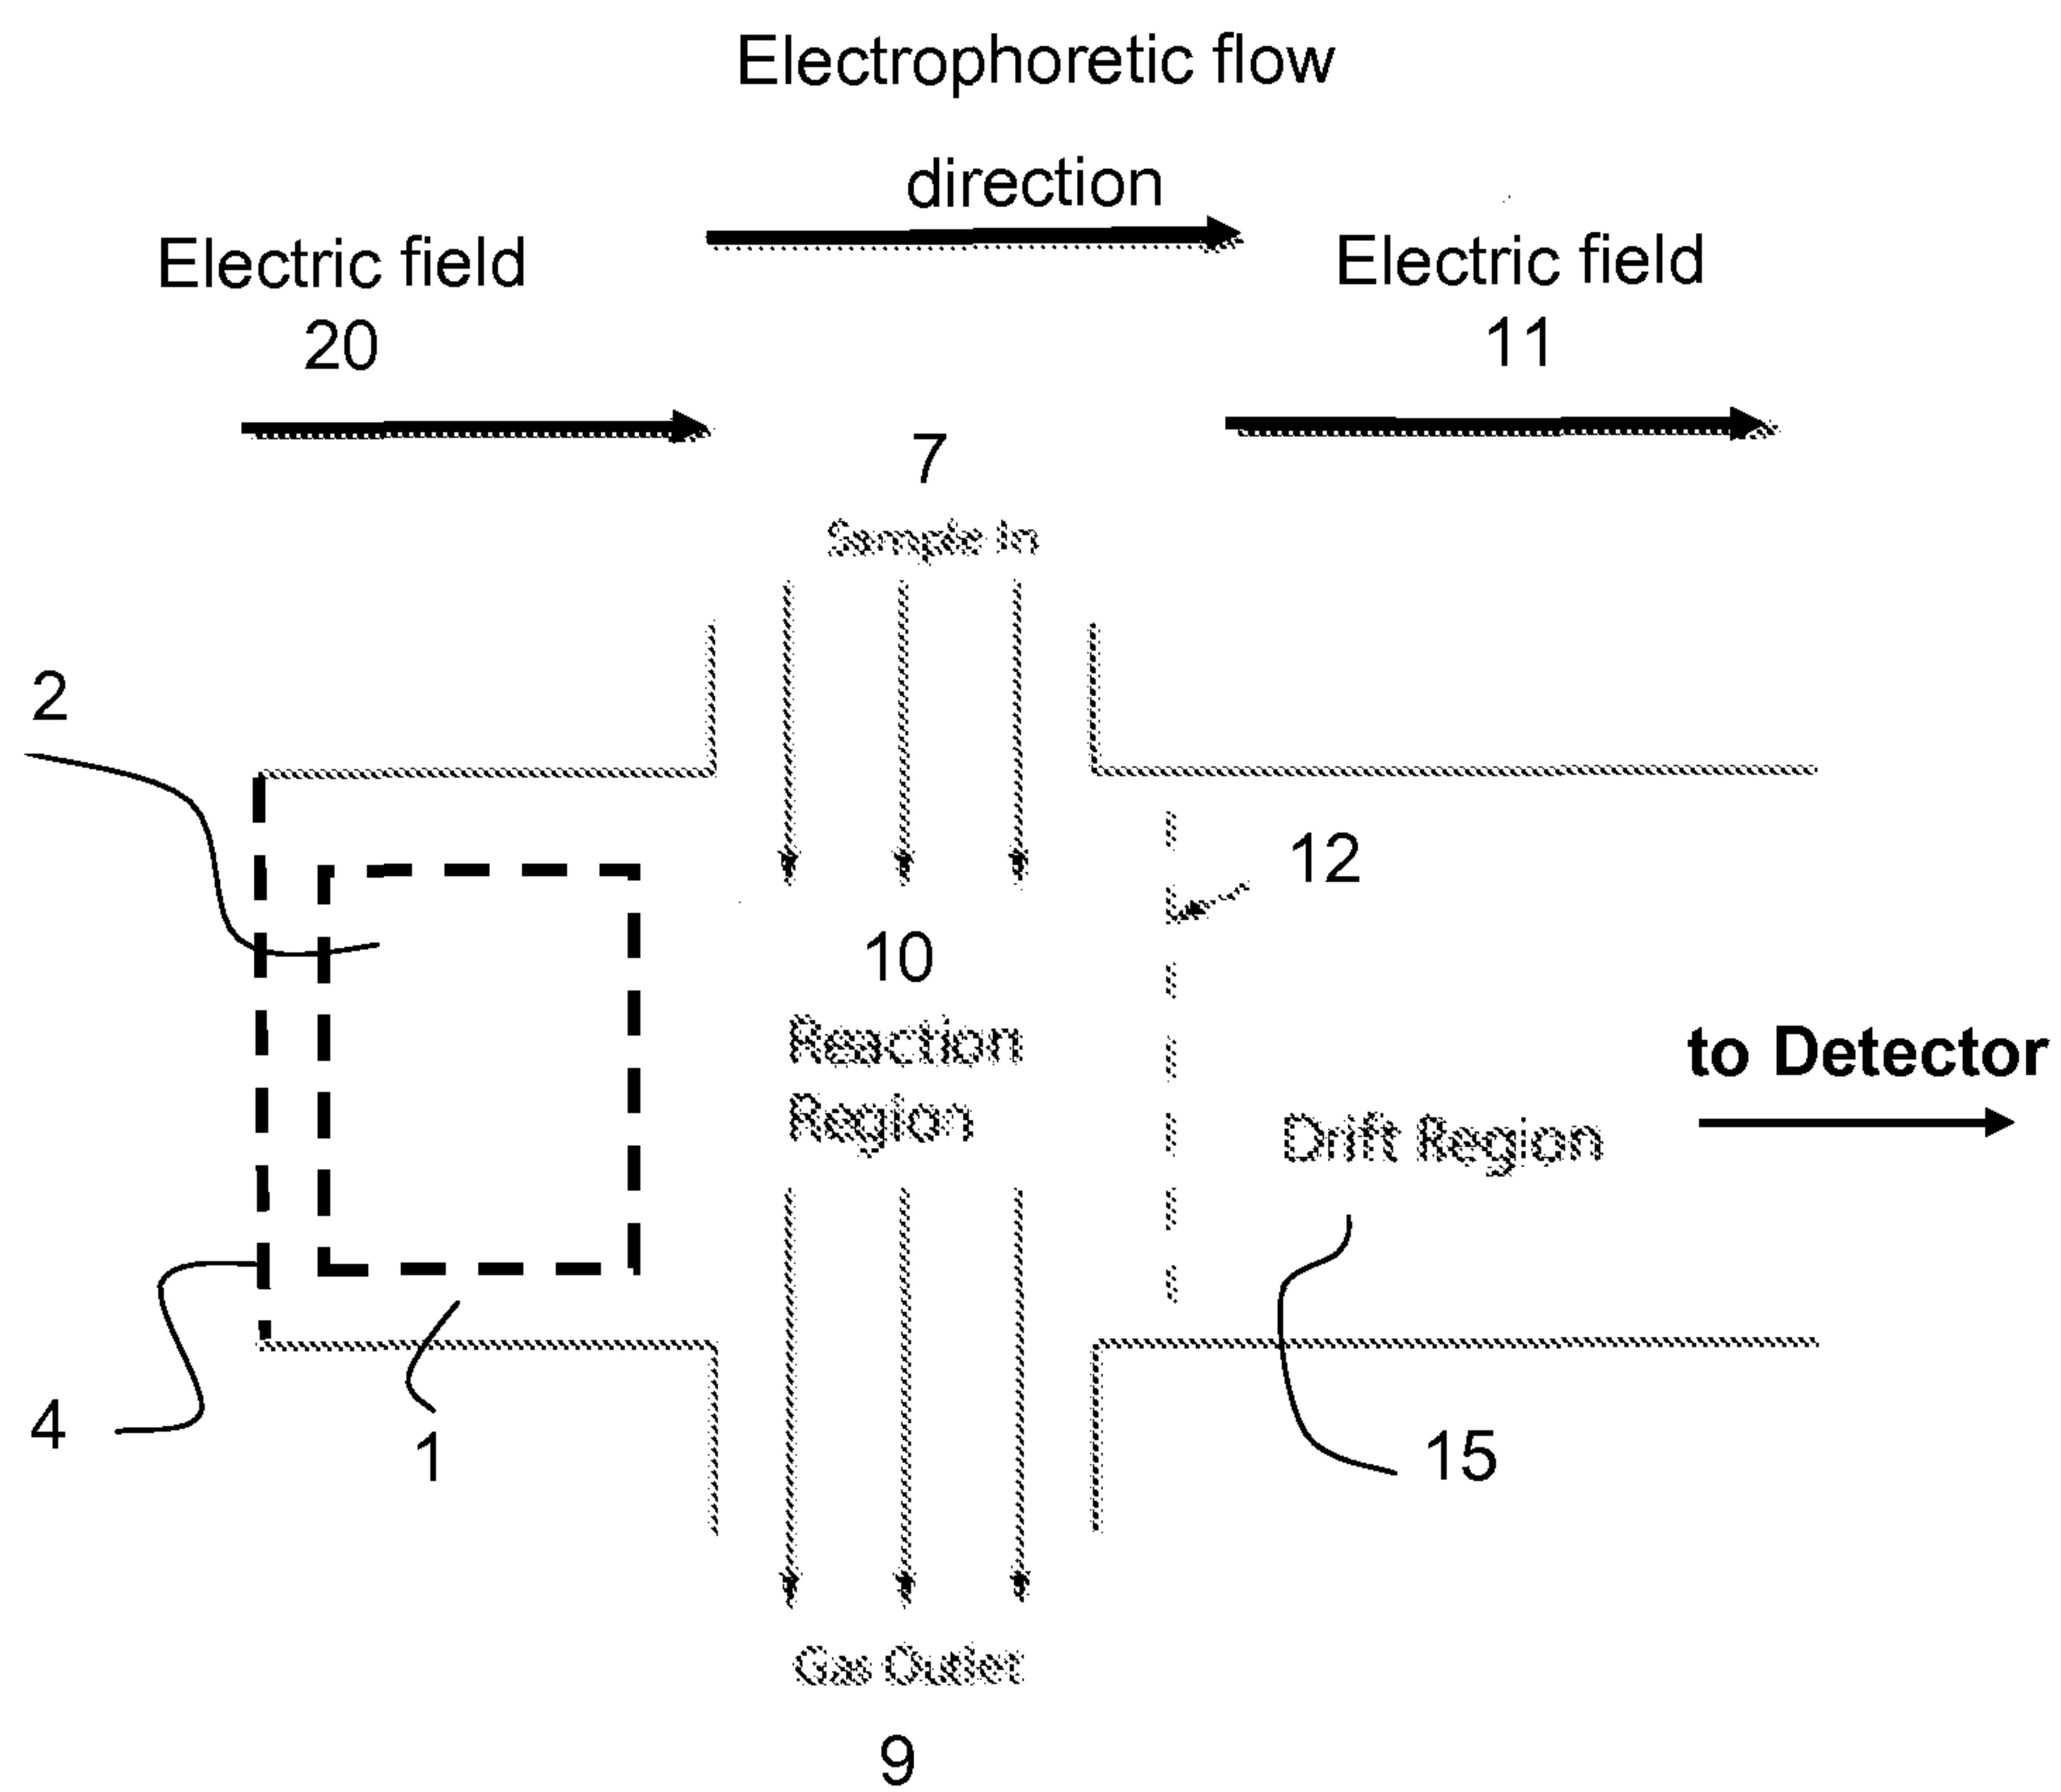 Electrophoretic flow
direction
Electric field
20
Electric field
11
7
Sample In
2
12
10
Reaction
Region
to Detector
Drift Region
4
1
15
Gas Outlet
9